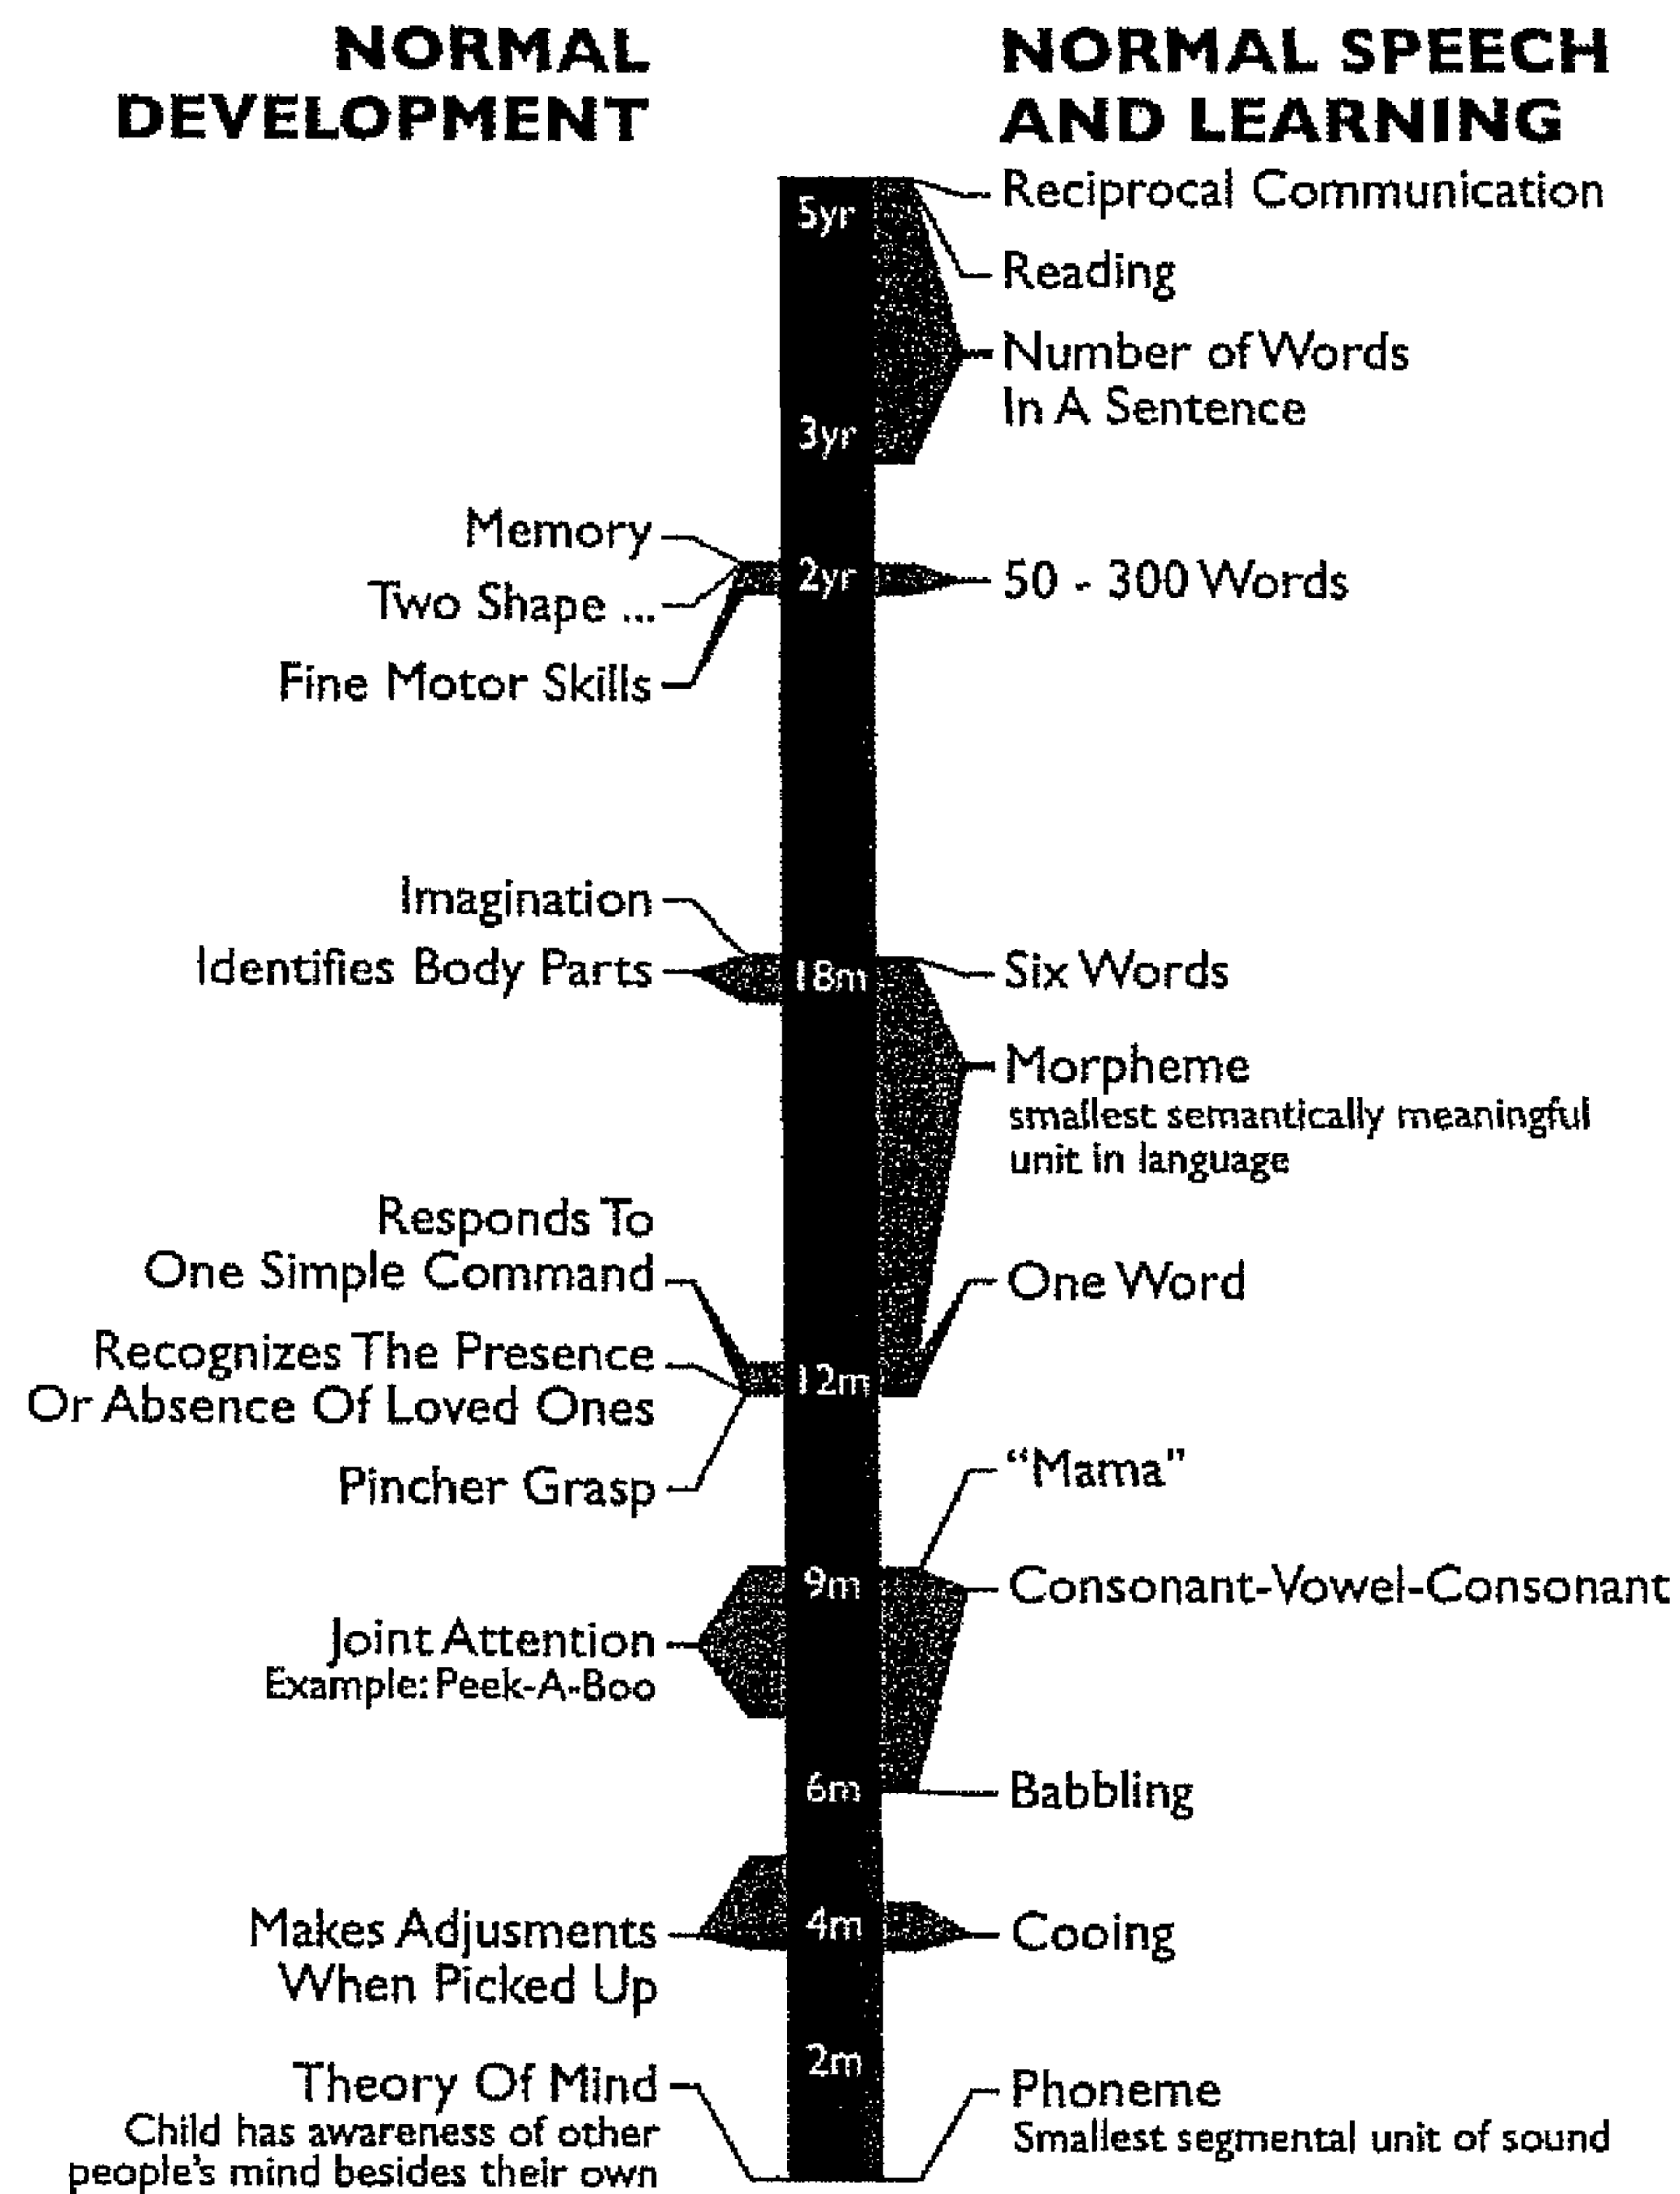 NORMAL
DEVELOPMENT
NORMAL SPEECH
AND LEARNING
5yr
3yr
2yr
18m
12m
9m
6m
4m
2m
Memory
Two Shape ...
Fine Motor Skills
Imagination
Identifies Body Parts
Responds To
One Simple Command
Recognizes The Presence
Or Absence Of Loved Ones
Pincher Grasp
Joint Attention
Example: Peek-A-Boo
Makes Adjusments
When Picked Up
Theory Of Mind
Child has awareness of other
people's mind besides their own
Reciprocal Communication
Reading
Number of Words
In A Sentence
50 - 300 Words
Six Words
Morpheme
smallest semantically meaningful
unit in language
One Word
"Mama"
Consonant-Vowel-Consonant
Babbling
Cooing
Phoneme
Smallest segmental unit of sound